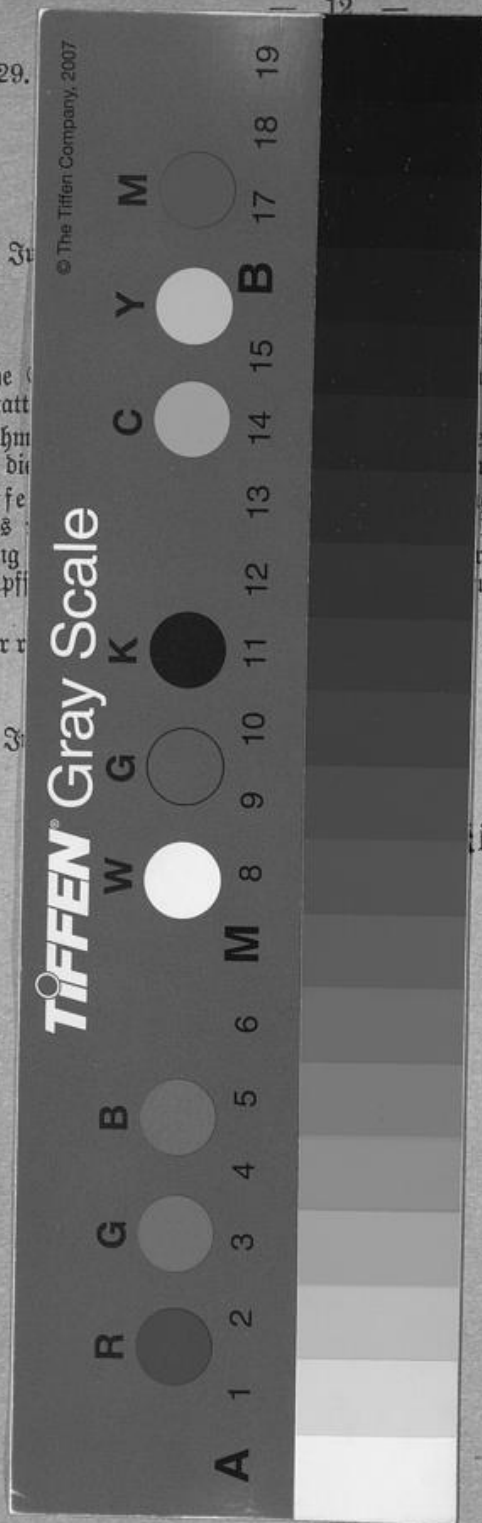 — 12 —
29.
© The Tiffen Company, 2007
TIFFEN® Gray Scale
R G B W G K C Y M
A 1 2 3 4 5 6 M 8 9 10 11 12 13 14 15 B 17 18 19